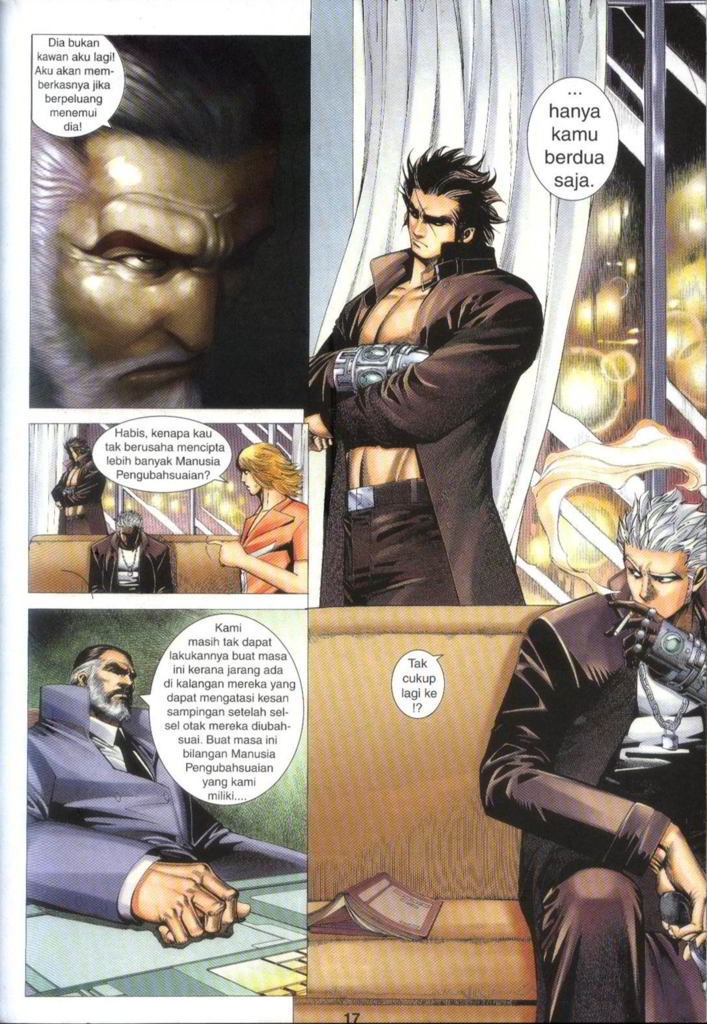 Dia bukan
kawan aku lagi!
Aku akan mem-
berkasnya jika
berpeluang
menemui
dia!
Habis, kenapa kau
tak berusaha mencipta
lebih banyak Manusia
Pengubahsuaian?
Kami
masih tak dapat
lakukannya buat masa
ini kerana jarang ada
di kalangan mereka yang
dapat mengatasi kesan
sampingan setelah sel-
sel otak mereka diubah-
suai. Buat masa ini
bilangan Manusia
Pengubahsuaian
yang kami
miliki....
...
hanya
kamu
berdua
saja.
Tak
cukup
lagi ke
!?
17